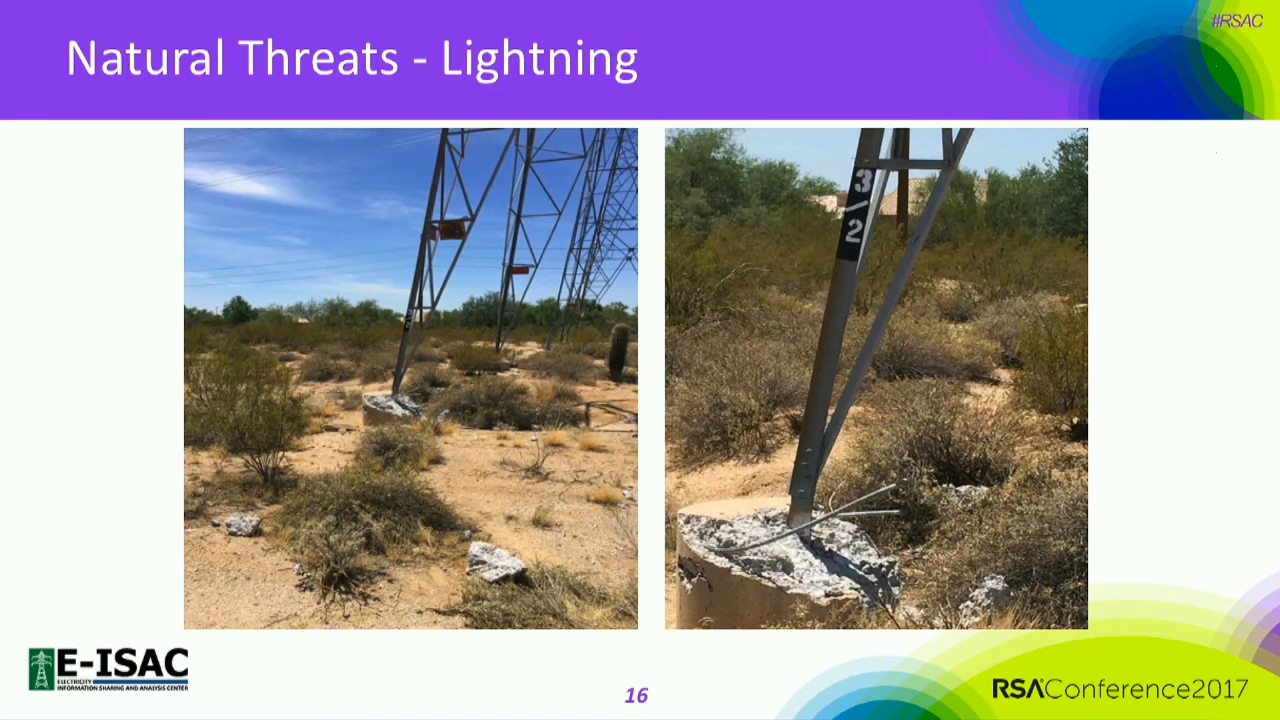 #RSAC
Natural Threats - Lightning
3/2
E-ISAC
ELECTRICITY
INFORMATION SHARING AND ANALYSIS CENTER
16
RSAConference2017